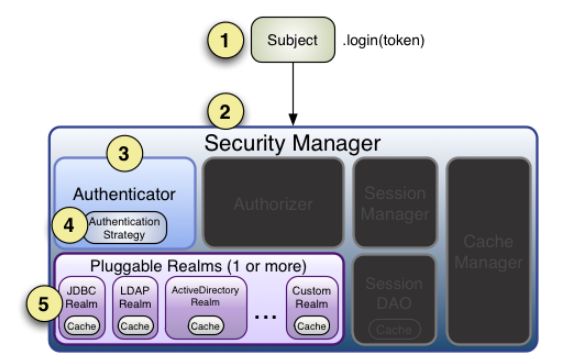 1
Subject
.login(token)
2
Security Manager
3
Authenticator
4
Authentication
Strategy
Authorizer
Session
Manager
Cache
Manager
Pluggable Realms (1 or more)
5
JDBC
Realm
Cache
LDAP
Realm
Cache
ActiveDirectory
Realm
Cache
...
Custom
Realm
Cache
Session
DAO
Cache